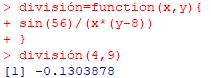 > división=function(x,y){
+ sin(56)/(x*(y-8))
+ }
> división(4,9)
[1] -0.1303878